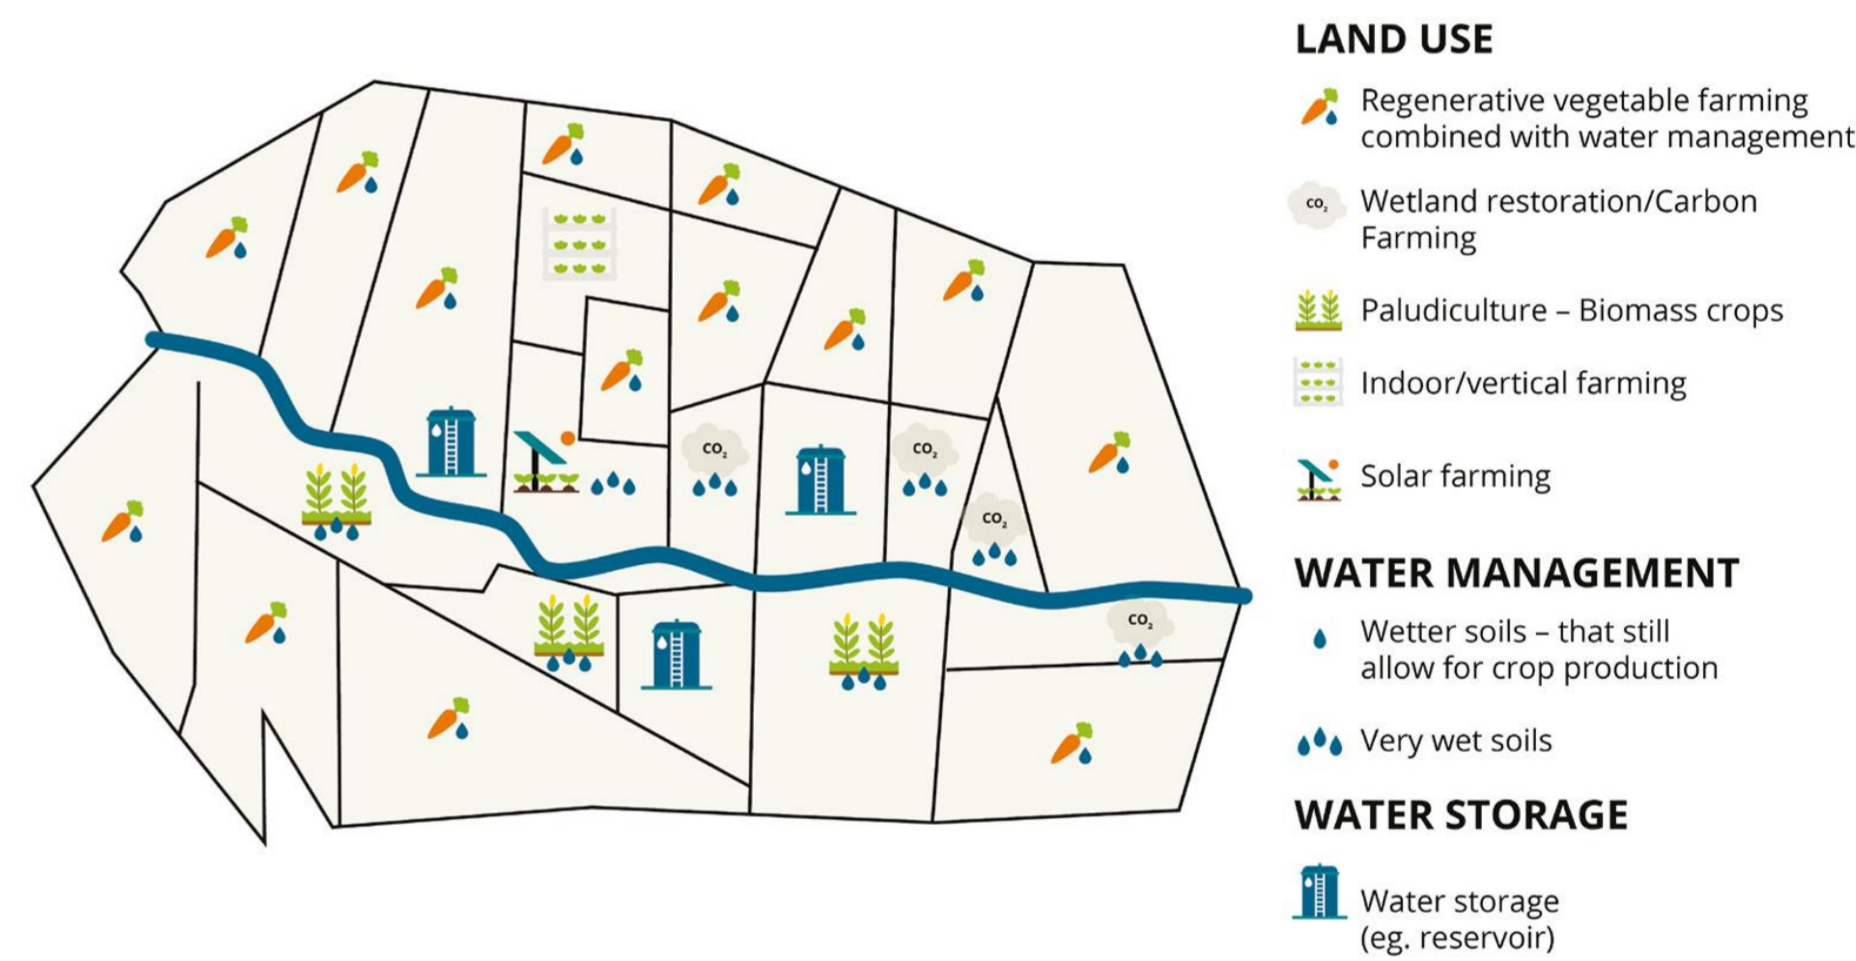 LAND USE
Regenerative vegetable farming
combined with water management
CO₂
Wetland restoration/Carbon
Farming
Paludiculture – Biomass crops
Indoor/vertical farming
Solar farming
WATER MANAGEMENT
Wetter soils – that still
allow for crop production
Very wet soils
WATER STORAGE
Water storage
(eg. reservoir)
CO₂
CO₂
CO₂
CO₂